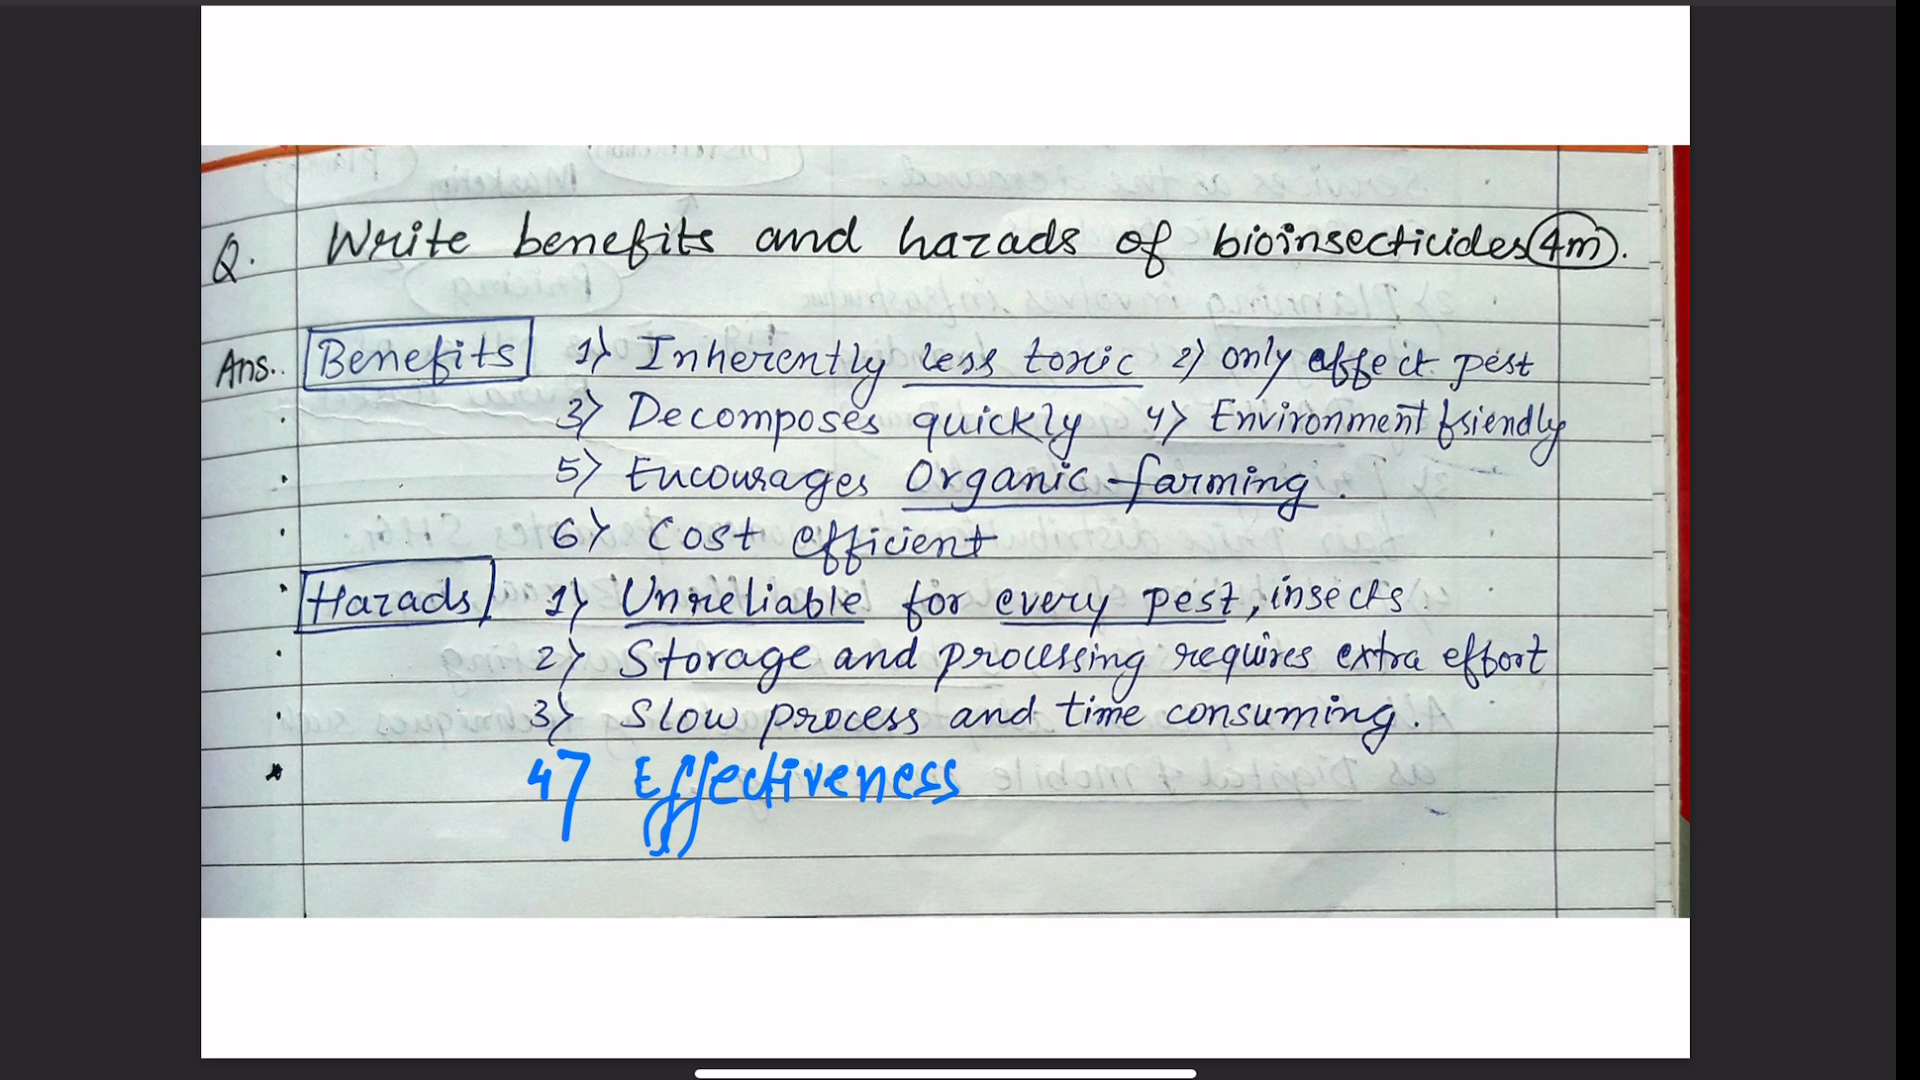 Q. Write benefits and hazads of bioinsecticides (4m).
Ans. Benefits 1) Inherently less toxic 2) only affect pest
3) Decomposes quickly 4) Environment friendly
5) Encourages Organic farming.
6) Cost efficient
Hazads 1) Unreliable for every pest, insects.
2) Storage and processing requires extra effort
3) Slow process and time consuming.
4) Effectiveness